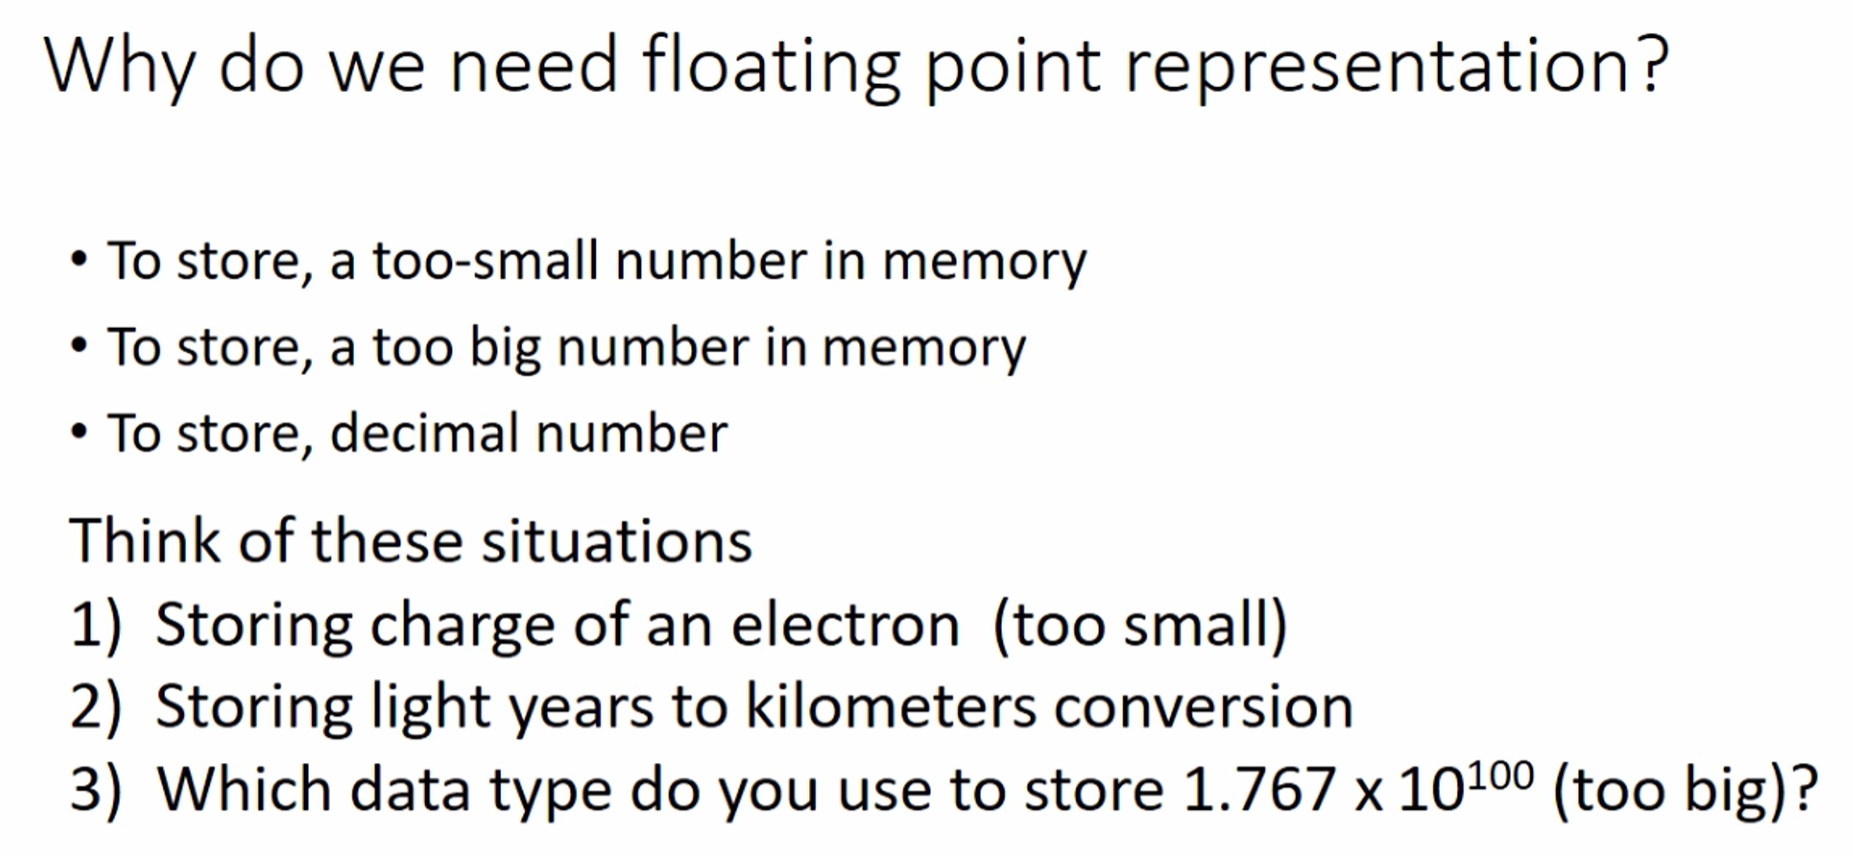 Why do we need floating point representation?
• To store, a too-small number in memory
• To store, a too big number in memory
• To store, decimal number
Think of these situations
1) Storing charge of an electron (too small)
2) Storing light years to kilometers conversion
3) Which data type do you use to store 1.767 x 10¹⁰⁰ (too big)?